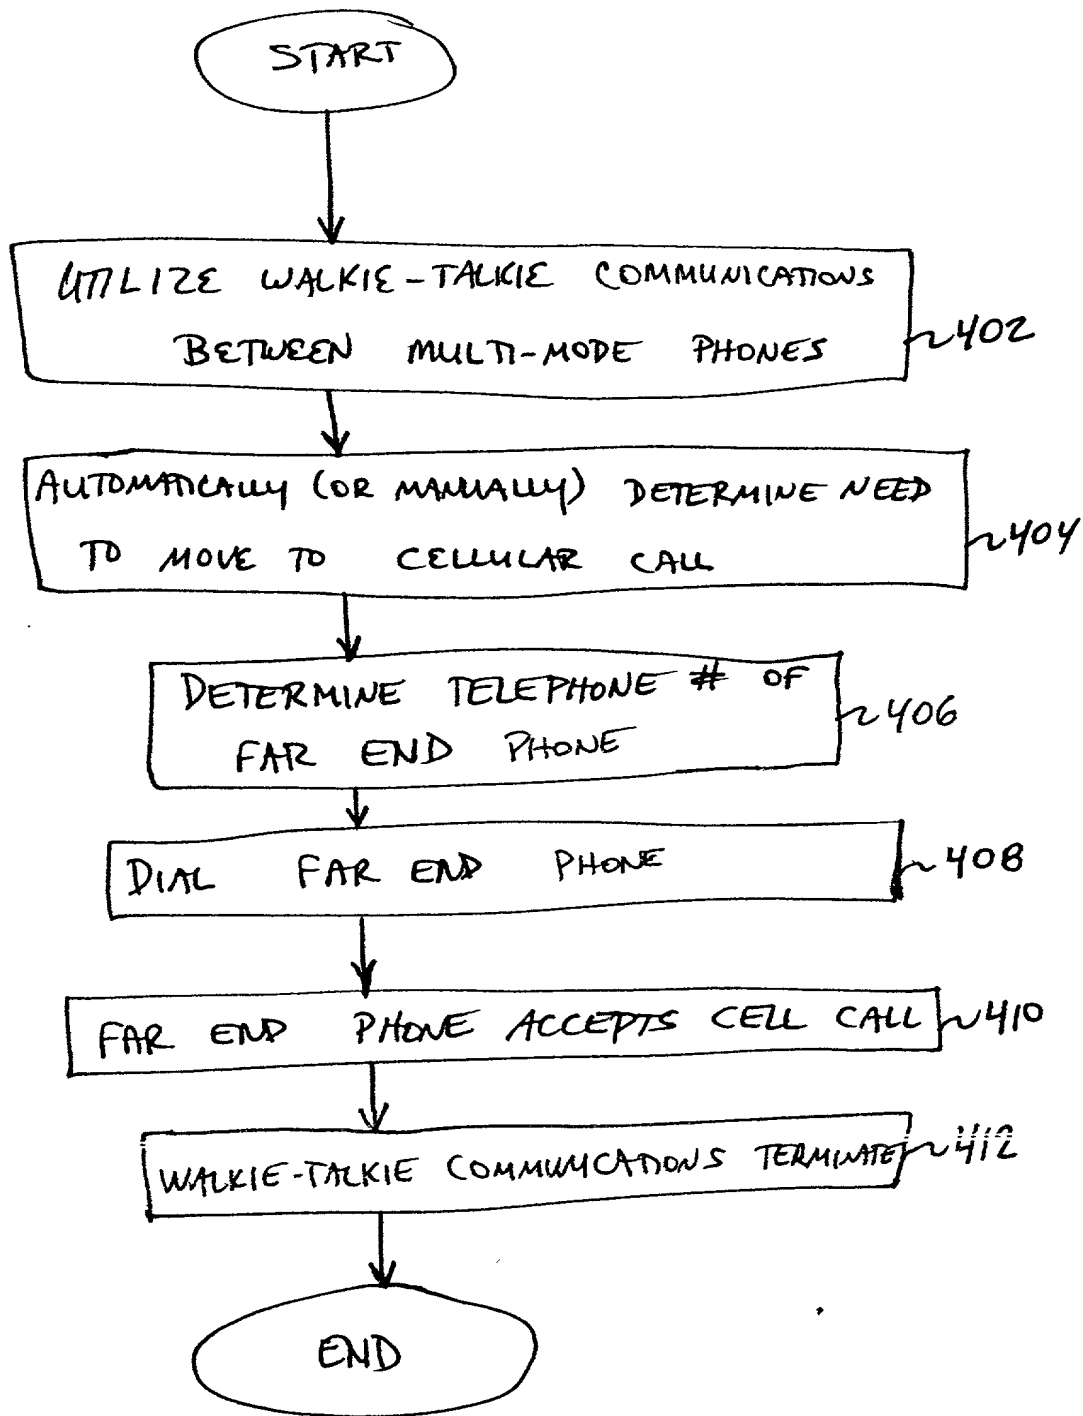 START
UTILIZE WALKIE-TALKIE COMMUNICATIONS
BETWEEN MULTI-MODE PHONES
402
AUTOMATICALLY (OR MANUALLY) DETERMINE NEED
TO MOVE TO CELLULAR CALL
404
DETERMINE TELEPHONE # OF
FAR END PHONE
406
DIAL FAR END PHONE
408
FAR END PHONE ACCEPTS CELL CALL
410
WALKIE-TALKIE COMMUNICATIONS TERMINATE
412
END